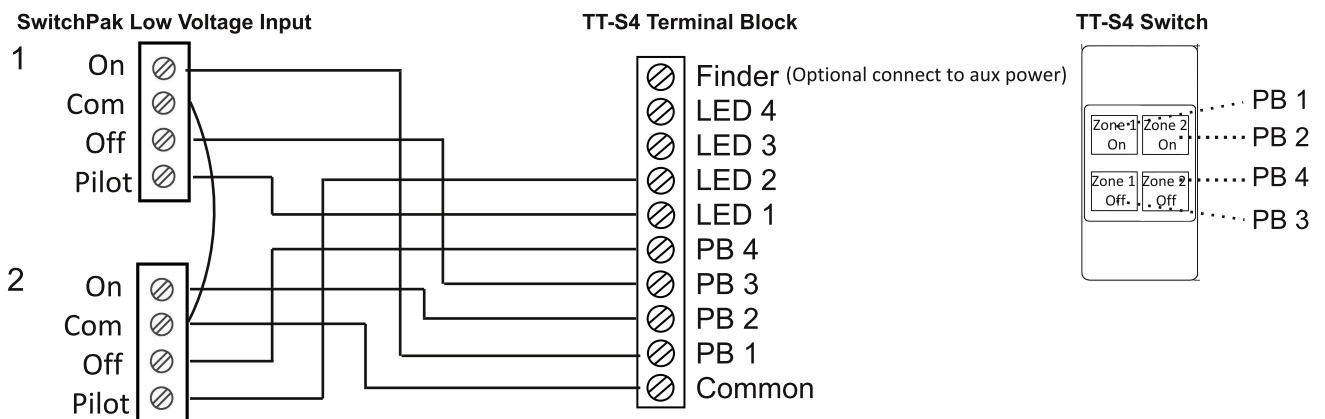 SwitchPak Low Voltage Input
TT-S4 Terminal Block
TT-S4 Switch
1
On
Com
Off
Pilot
2
On
Com
Off
Pilot
Finder (Optional connect to aux power)
LED 4
LED 3
LED 2
LED 1
PB 4
PB 3
PB 2
PB 1
Common
Zone 1
On
Zone 2
On
Zone 1
Off
Zone 2
Off
PB 1
PB 2
PB 4
PB 3